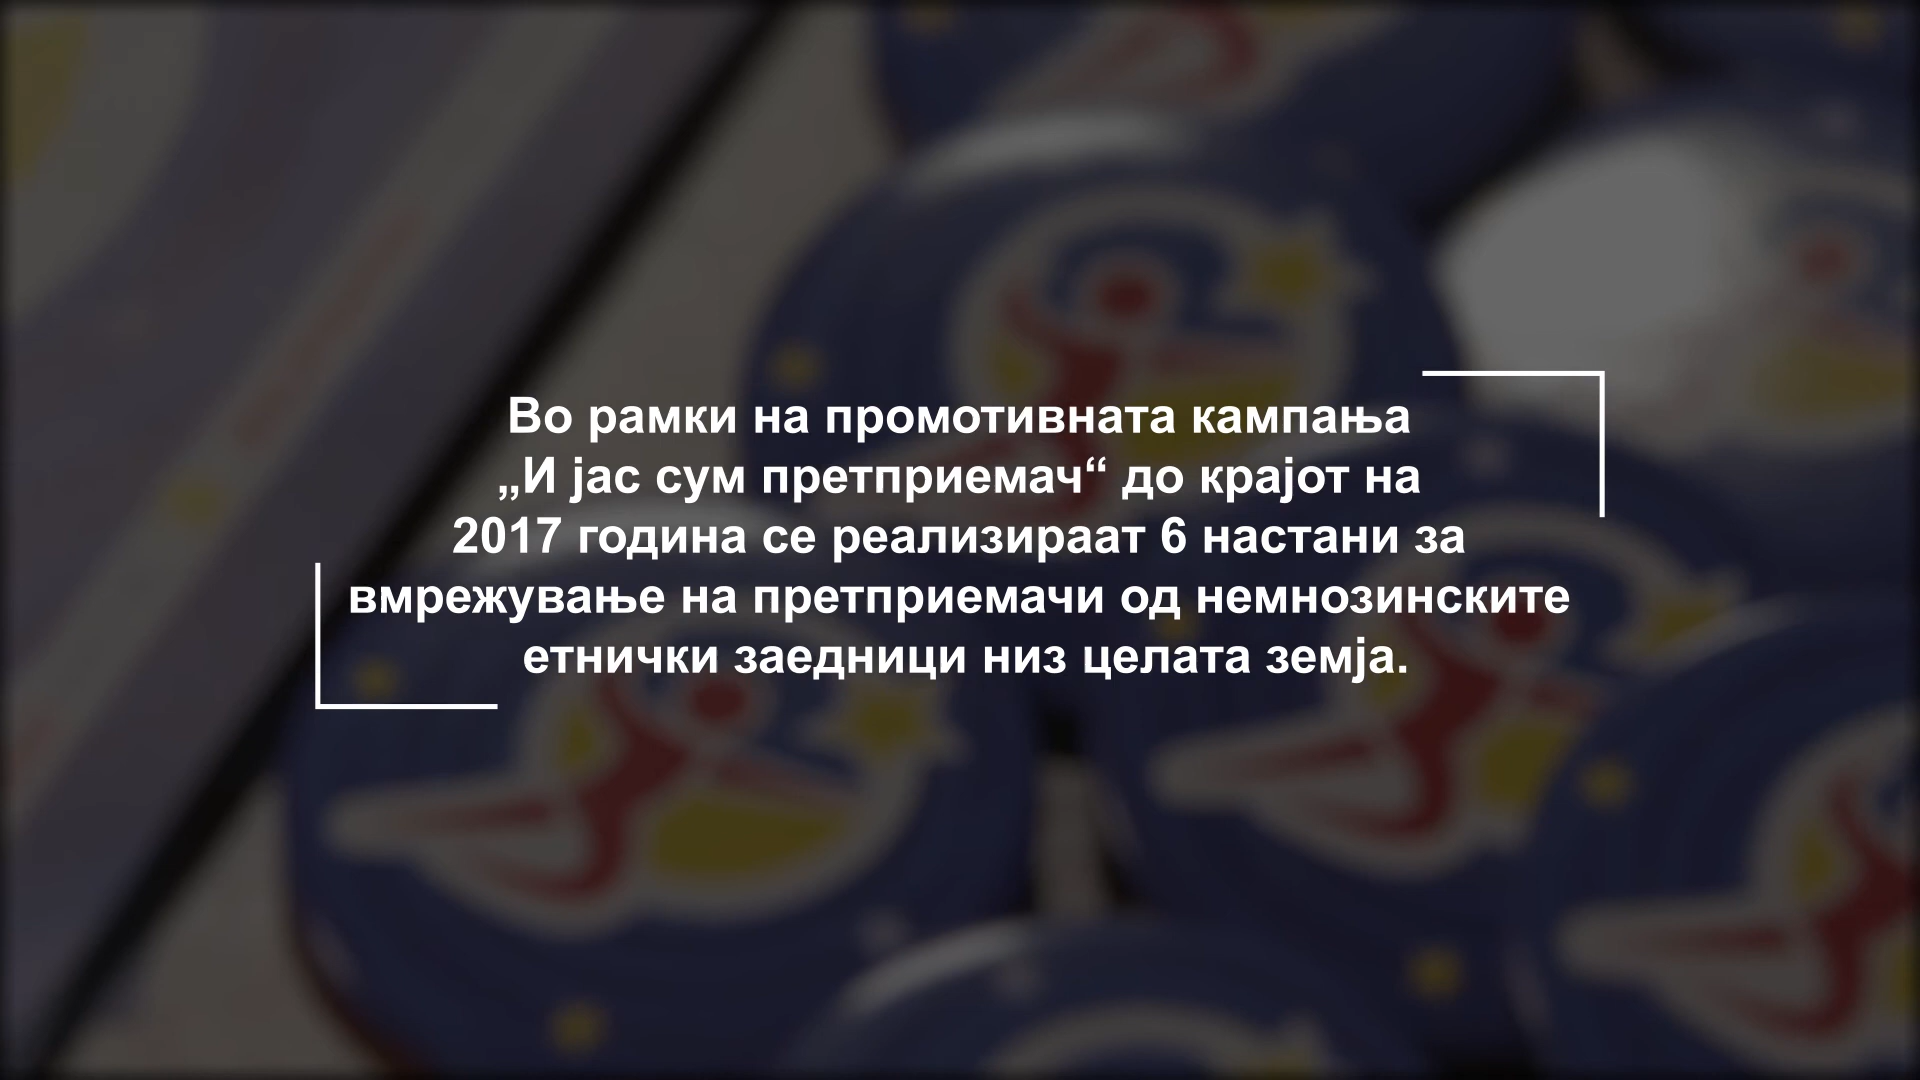 Во рамки на промотивната кампања
„И јас сум претприемач“ до крајот на
2017 година се реализираат 6 настани за
вмрежување на претприемачи од немнозинските
етнички заедници низ целата земја.